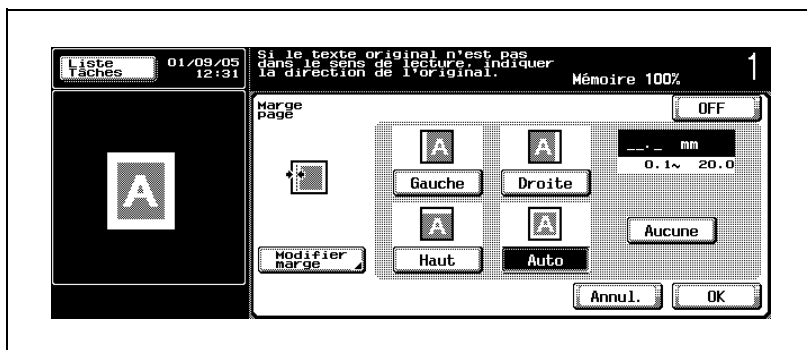 Liste
Tâches
01/09/05
12:31
Si le texte original n'est pas
dans le sens de lecture, indiquer
la direction de l'original.
Mémoire 100%
1
Marge
page
OFF
A
A
A
__._ mm
0.1~ 20.0
Gauche
Droite
A
A
Aucune
Modifier
marge
Haut
Auto
Annul.
OK